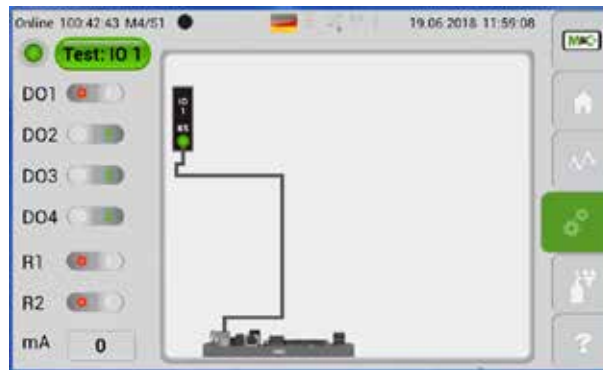 Online 100:42:43 M4/S1 19.06.2018 11:59:08
Test: IO 1
DO1
DO2
DO3
DO4
R1
R2
mA 0
IO
1
?